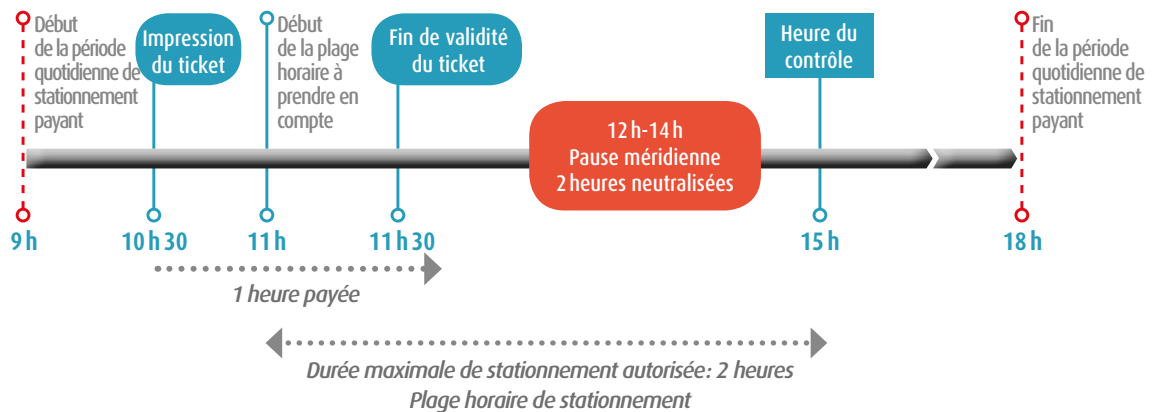 Début
de la période
quotidienne de
stationnement
payant
Impression
du ticket
Début
de la plage
horaire à
prendre en
compte
Fin de validité
du ticket
12 h-14 h
Pause méridienne
2 heures neutralisées
Heure du
contrôle
Fin
de la période
quotidienne de
stationnement
payant
9 h
10 h 30
11 h
11 h 30
15 h
18 h
1 heure payée
Durée maximale de stationnement autorisée : 2 heures
Plage horaire de stationnement